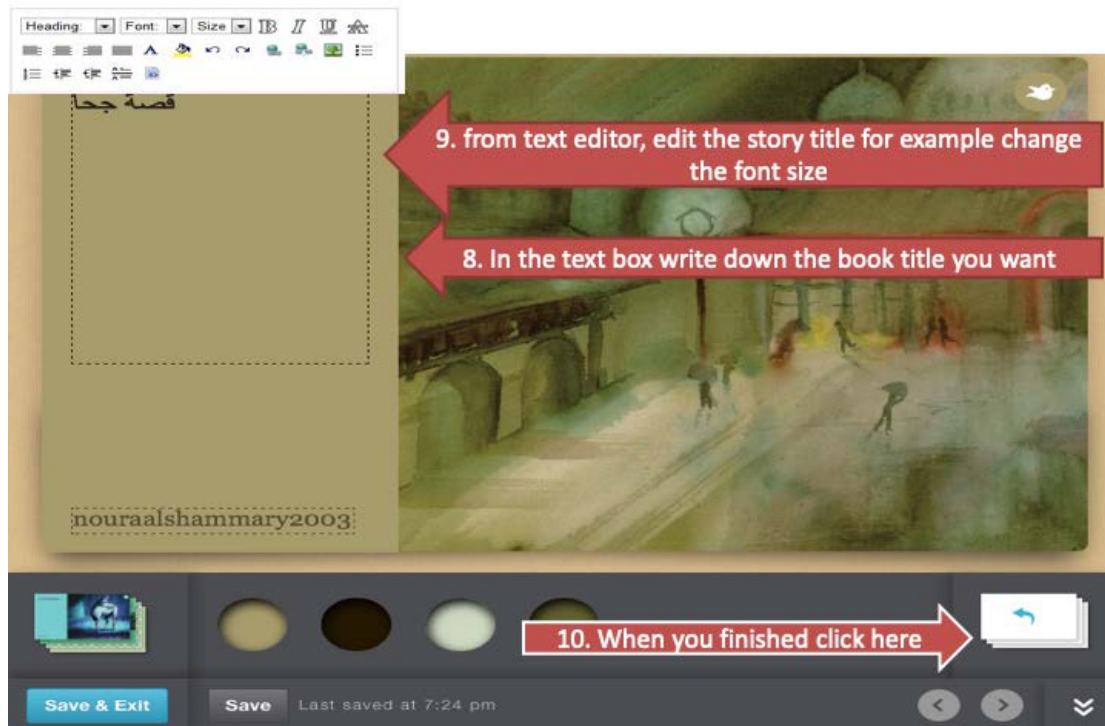 Heading: Font: Size B I U abc
A
قصة جحا
9. from text editor, edit the story title for example change
the font size
8. In the text box write down the book title you want
nouraalshammary2003
10. When you finished click here
Save & Exit Save Last saved at 7:24 pm